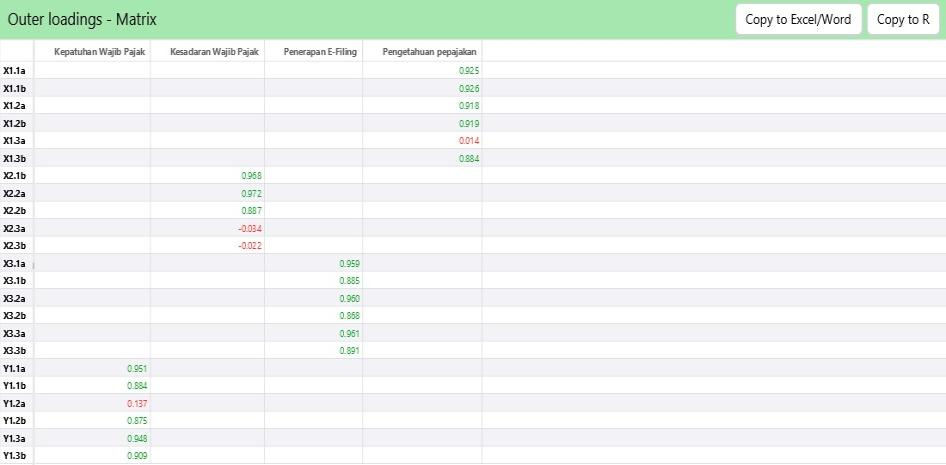 Outer loadings - Matrix Copy to Excel/Word Copy to R
Kepatuhan Wajib Pajak Kesadaran Wajib Pajak Penerapan E-Filing Pengetahuan pepajakan
X1.1a 0.925
X1.1b 0.926
X1.2a 0.918
X1.2b 0.919
X1.3a 0.014
X1.3b 0.884
X2.1b 0.968
X2.2a 0.972
X2.2b 0.887
X2.3a -0.034
X2.3b -0.022
X3.1a 0.959
X3.1b 0.885
X3.2a 0.960
X3.2b 0.868
X3.3a 0.961
X3.3b 0.891
Y1.1a 0.951
Y1.1b 0.884
Y1.2a 0.137
Y1.2b 0.875
Y1.3a 0.948
Y1.3b 0.909